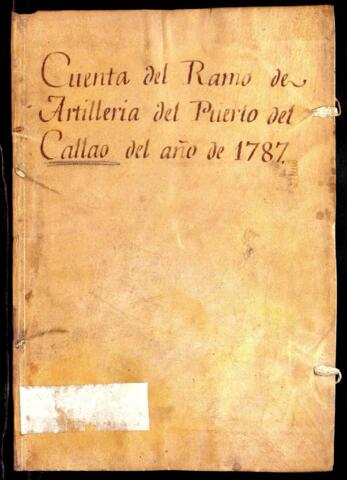 Cuenta del Ramo de
Artilleria del Puerto del
Callao del año de 1787.